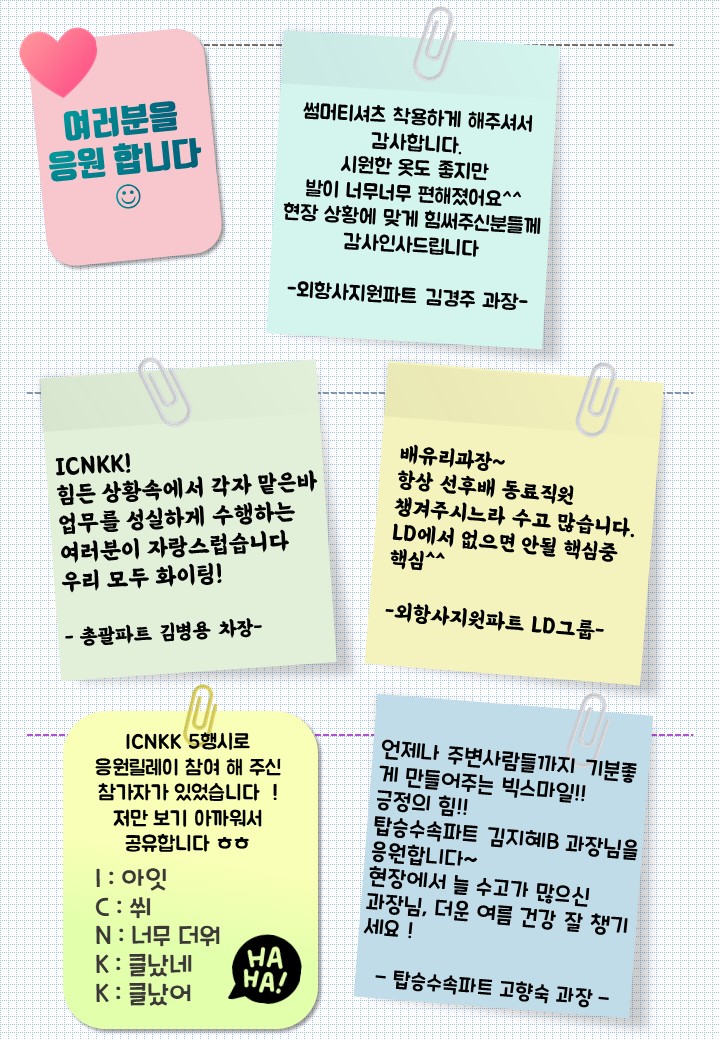 여러분을
응원 합니다
썸머티셔츠 착용하게 해주셔서
감사합니다.
시원한 옷도 좋지만
발이 너무너무 편해졌어요^^
현장 상황에 맞게 힘써주신분들께
감사인사드립니다
-외항사지원파트 김경주 과장-
ICNKK!
힘든 상황속에서 각자 맡은바
업무를 성실하게 수행하는
여러분이 자랑스럽습니다
우리 모두 화이팅!
- 총괄파트 김병용 차장-
배유리과장~
항상 선후배 동료직원
챙겨주시느라 수고 많습니다.
LD에서 없으면 안될 핵심중
핵심^^
-외항사지원파트 LD그룹-
ICNKK 5행시로
응원릴레이 참여 해 주신
참가자가 있었습니다 !
저만 보기 아까워서
공유합니다 ㅎㅎ
I : 아잇
C : 쒸
N : 너무 더워
K : 클났네
K : 클났어
HA
HA!
언제나 주변사람들까지 기분좋
게 만들어주는 빅스마일!!
긍정의 힘!!
탑승수속파트 김지혜B 과장님을
응원합니다~
현장에서 늘 수고가 많으신
과장님, 더운 여름 건강 잘 챙기
세요 !
- 탑승수속파트 고향숙 과장 -